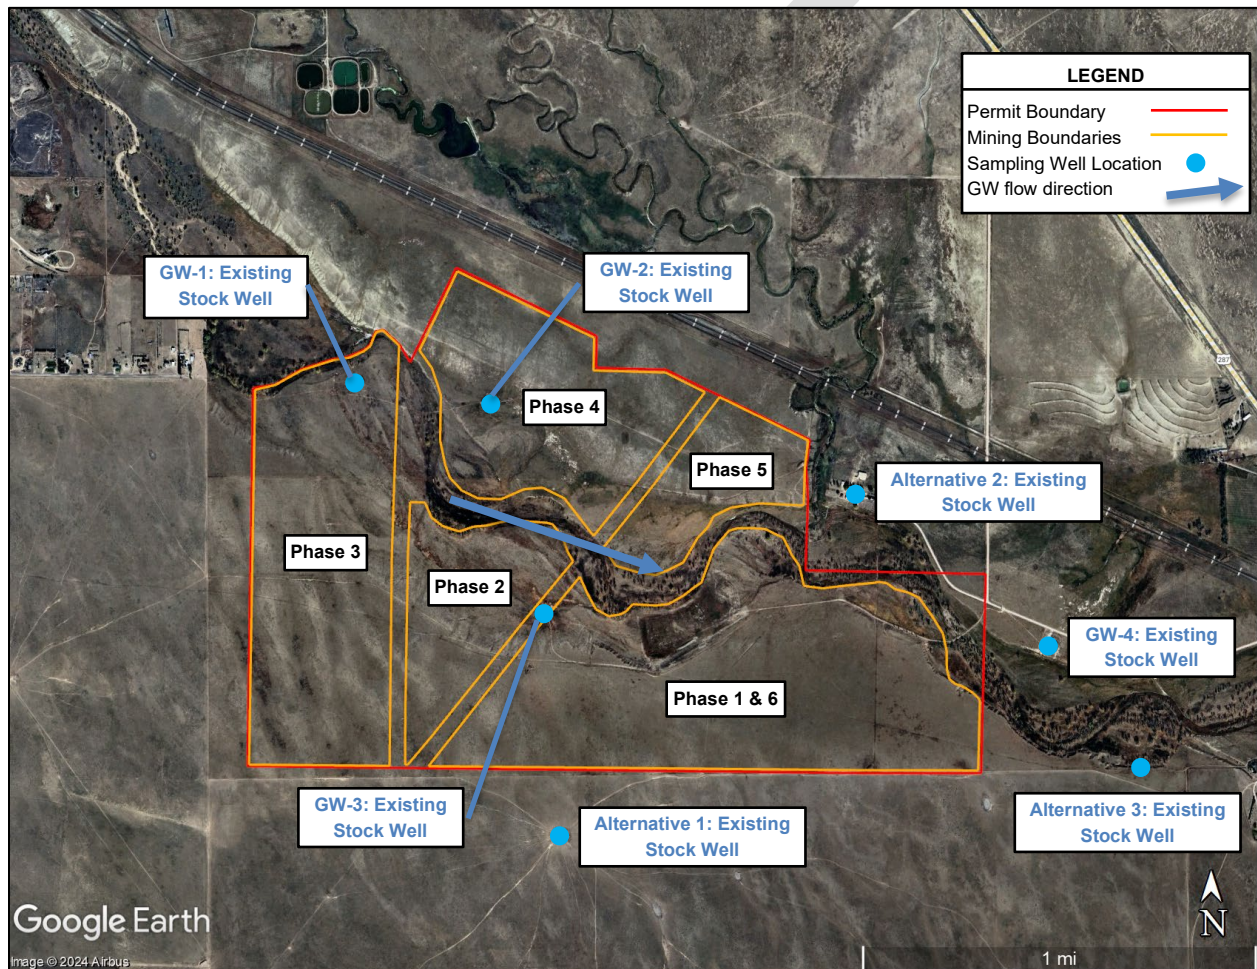 LEGEND
Permit Boundary
Mining Boundaries
Sampling Well Location
GW flow direction
GW-1: Existing
Stock Well
GW-2: Existing
Stock Well
287
Phase 4
Phase 5
Alternative 2: Existing
Stock Well
Phase 3
Phase 2
GW-4: Existing
Stock Well
Phase 1 & 6
GW-3: Existing
Stock Well
Alternative 1: Existing
Stock Well
Alternative 3: Existing
Stock Well
N
Google Earth
Image © 2024 Airbus
1 mi